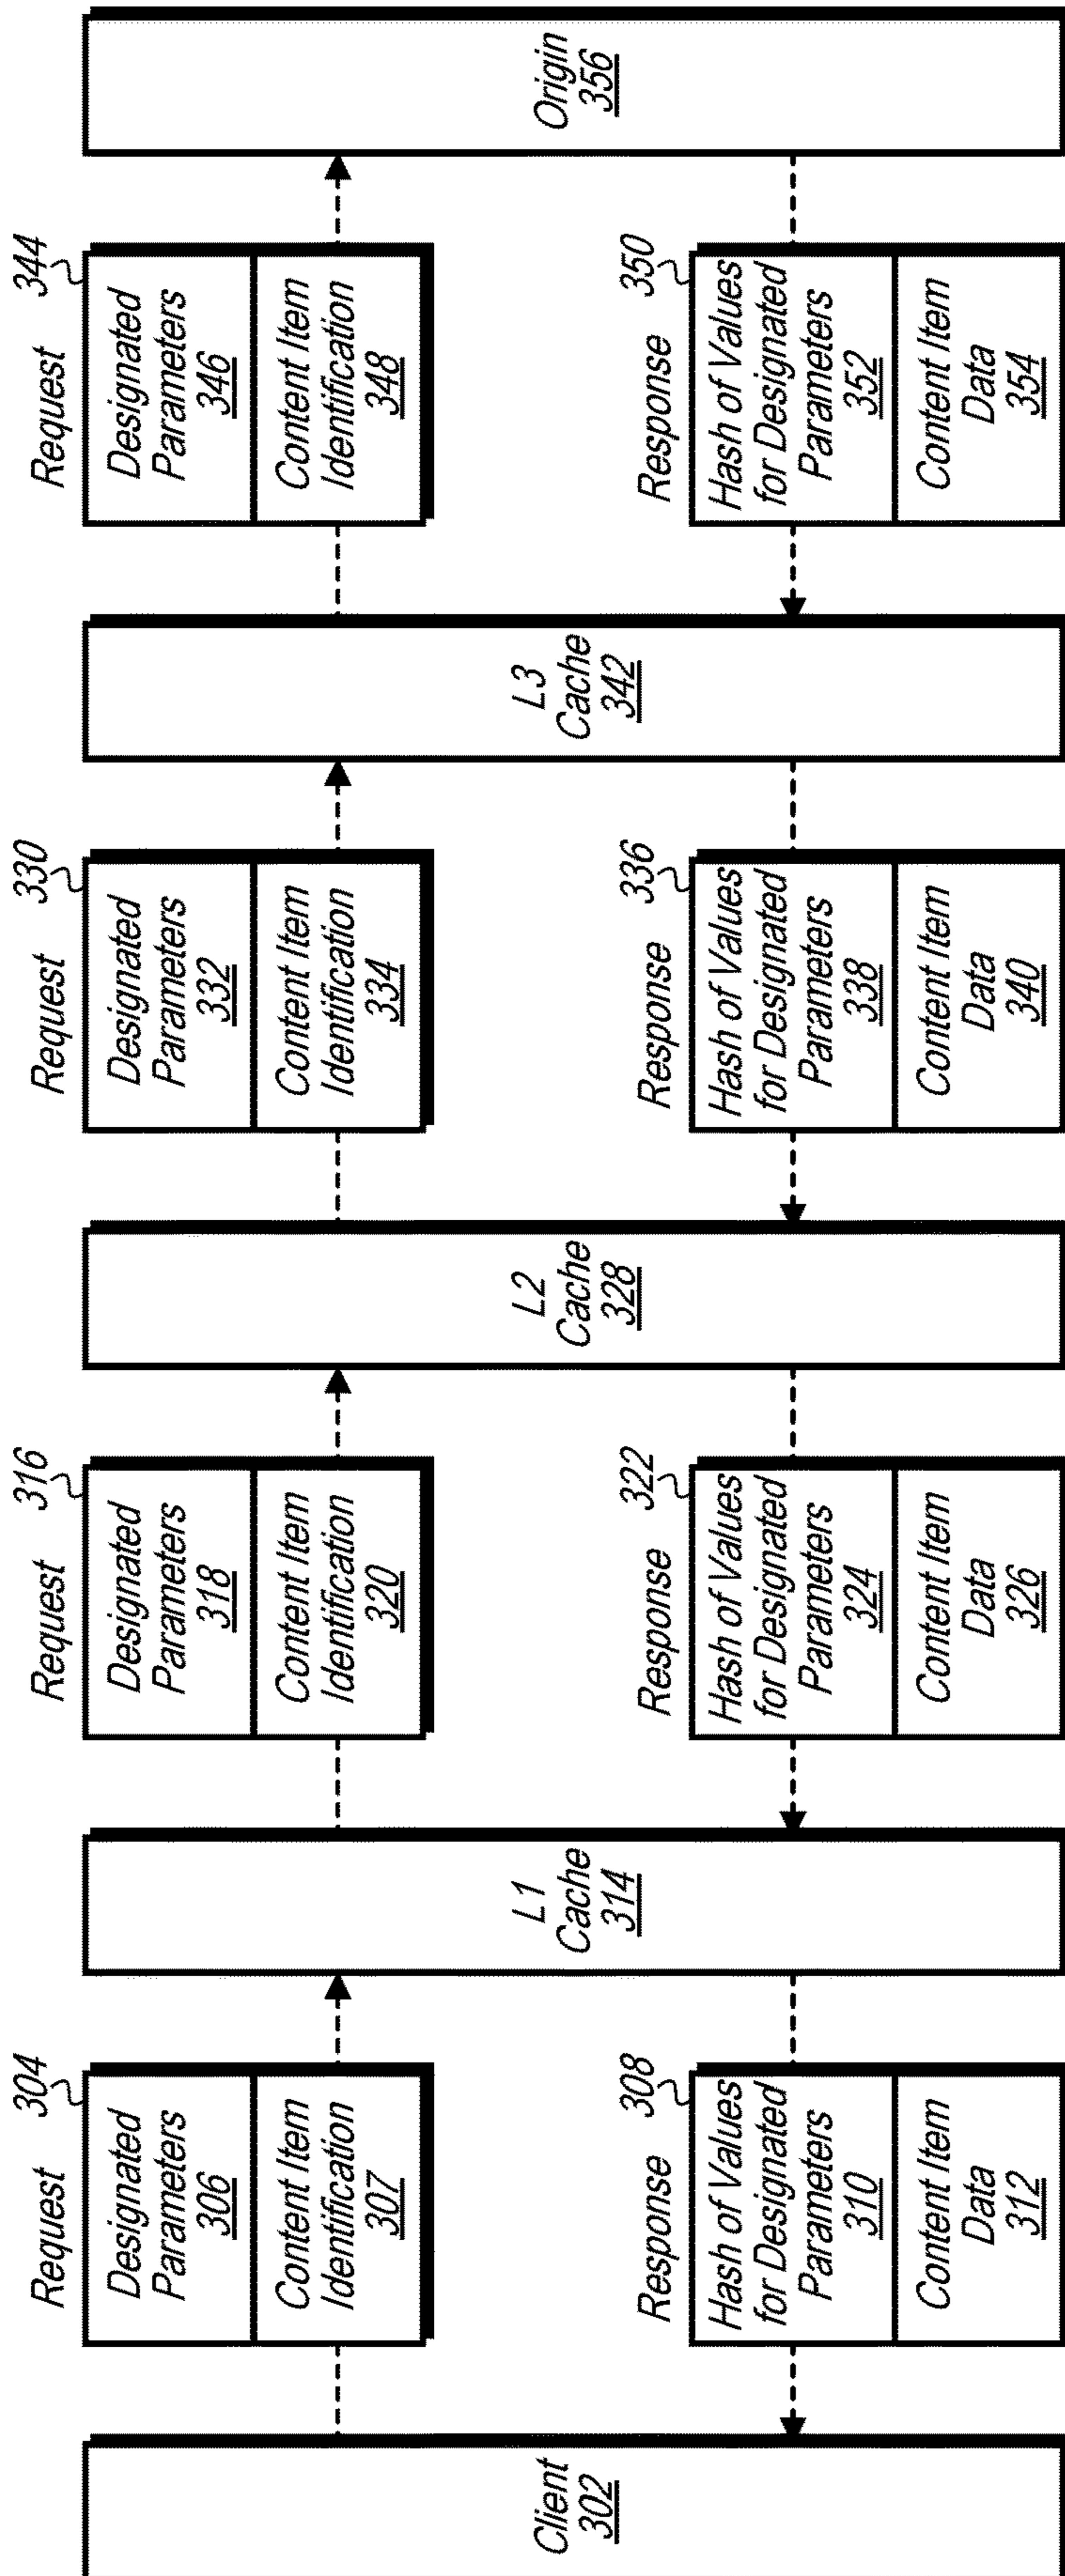 Client
302
Request
304
Designated
Parameters
306
Content Item
Identification
307
Response
308
Hash of Values
for Designated
Parameters
310
Content Item
Data
312
L1
Cache
314
Request
316
Designated
Parameters
318
Content Item
Identification
320
Response
322
Hash of Values
for Designated
Parameters
324
Content Item
Data
326
L2
Cache
328
Request
330
Designated
Parameters
332
Content Item
Identification
334
Response
336
Hash of Values
for Designated
Parameters
338
Content Item
Data
340
L3
Cache
342
Request
344
Designated
Parameters
346
Content Item
Identification
348
Response
350
Hash of Values
for Designated
Parameters
352
Content Item
Data
354
Origin
356